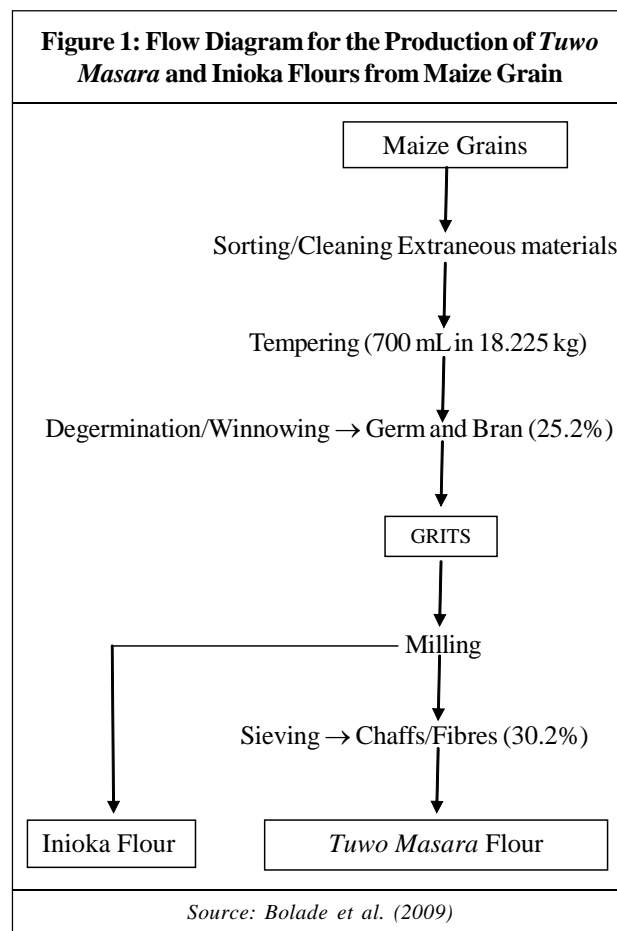 Figure 1: Flow Diagram for the Production of Tuwo
Masara and Inioka Flours from Maize Grain
Maize Grains
Sorting/Cleaning Extraneous materials
Tempering (700 mL in 18.225 kg)
Degermination/Winnowing → Germ and Bran (25.2%)
GRITS
Milling
Sieving → Chaffs/Fibres (30.2%)
Inioka Flour
Tuwo Masara Flour
Source: Bolade et al. (2009)